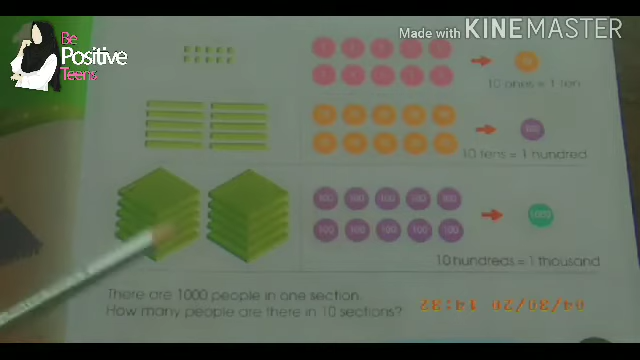 Be
Positive
Teens
Made with KINEMASTER
10 ones = 1 ten
100
10 tens = 1 hundred
100 100 100 100 100
100 100 100 100 100
1000
10 hundreds = 1 thousand
There are 1000 people in one section.
How many people are there in 10 sections?